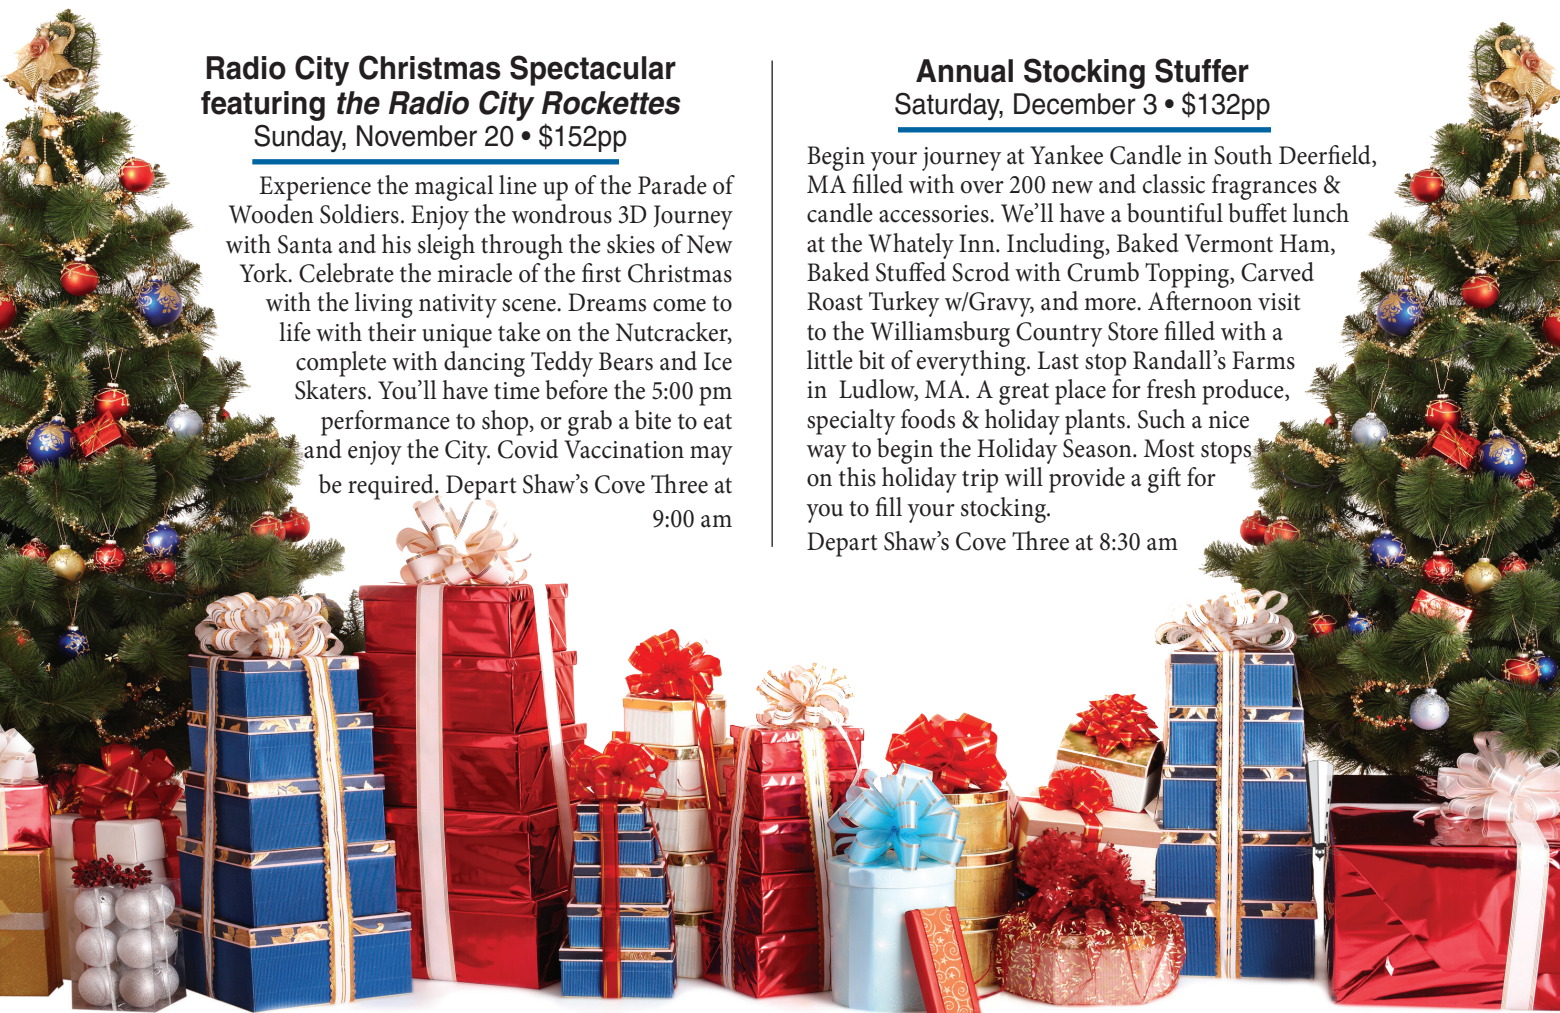 Radio City Christmas Spectacular
featuring the Radio City Rockettes
Sunday, November 20 • $152pp
Experience the magical line up of the Parade of
Wooden Soldiers. Enjoy the wondrous 3D Journey
with Santa and his sleigh through the skies of New
York. Celebrate the miracle of the first Christmas
with the living nativity scene. Dreams come to
life with their unique take on the Nutcracker,
complete with dancing Teddy Bears and Ice
Skaters. You’ll have time before the 5:00 pm
performance to shop, or grab a bite to eat
and enjoy the City. Covid Vaccination may
be required. Depart Shaw’s Cove Three at
9:00 am
Annual Stocking Stuffer
Saturday, December 3 • $132pp
Begin your journey at Yankee Candle in South Deerfield,
MA filled with over 200 new and classic fragrances &
candle accessories. We’ll have a bountiful buffet lunch
at the Whately Inn. Including, Baked Vermont Ham,
Baked Stuffed Scrod with Crumb Topping, Carved
Roast Turkey w/Gravy, and more. Afternoon visit
to the Williamsburg Country Store filled with a
little bit of everything. Last stop Randall’s Farms
in Ludlow, MA. A great place for fresh produce,
specialty foods & holiday plants. Such a nice
way to begin the Holiday Season. Most stops
on this holiday trip will provide a gift for
you to fill your stocking.
Depart Shaw’s Cove Three at 8:30 am